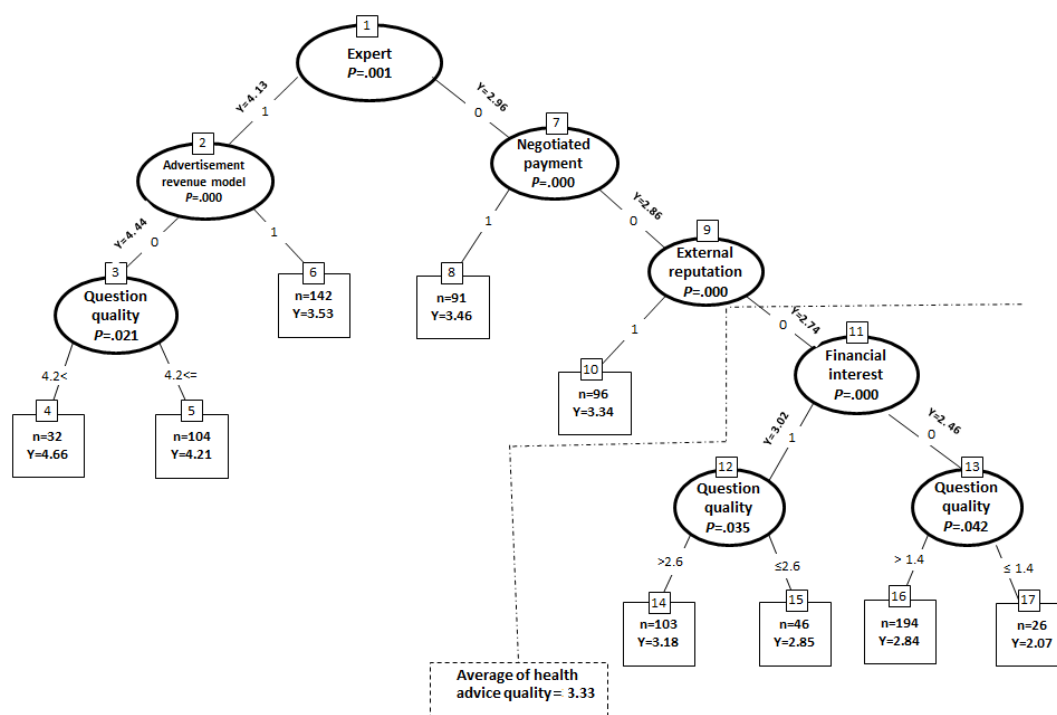 1
Expert
P=.001
Y=4.13
1
Y=2.96
0
2
Advertisement
revenue model
P=.000
7
Negotiated
payment
P=.000
Y=4.44
0
1
1
Y=2.86
0
3
Question
quality
P=.021
6
n=142
Y=3.53
8
n=91
Y=3.46
9
External
reputation
P=.000
4.2<
4.2<=
1
Y=2.74
0
4
n=32
Y=4.66
5
n=104
Y=4.21
10
n=96
Y=3.34
11
Financial
interest
P=.000
Y=3.02
1
Y=2.46
0
12
Question
quality
P=.035
13
Question
quality
P=.042
>2.6
≤2.6
> 1.4
≤ 1.4
14
n=103
Y=3.18
15
n=46
Y=2.85
16
n=194
Y=2.84
17
n=26
Y=2.07
Average of health
advice quality= 3.33